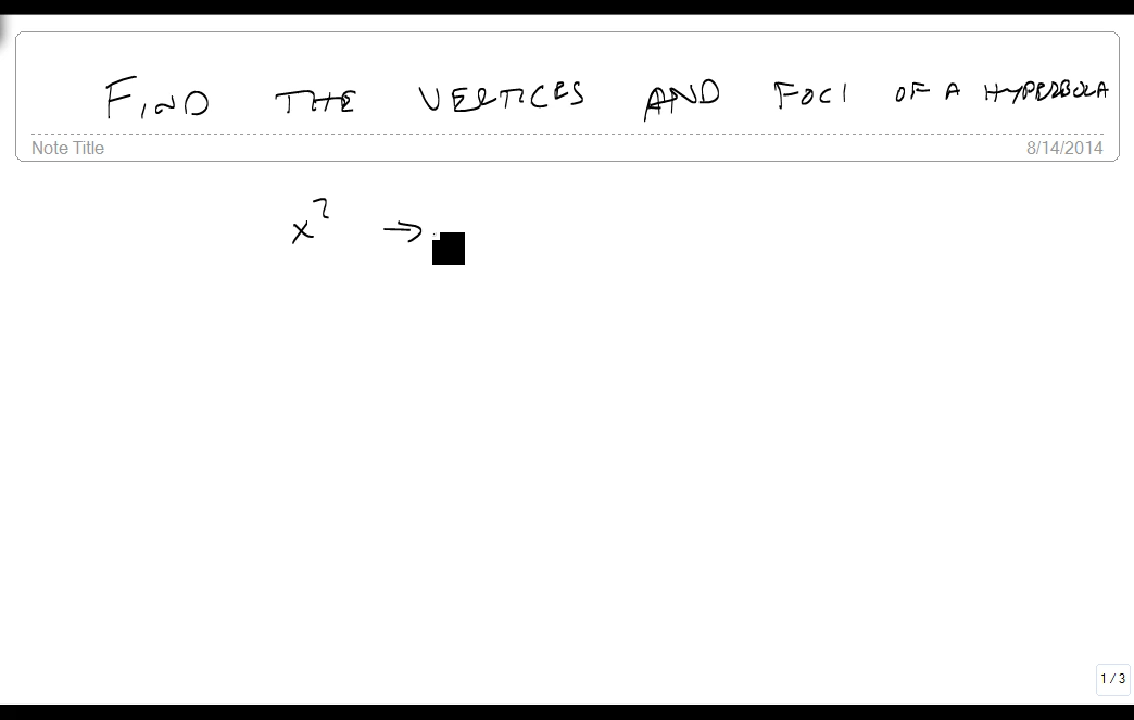 FIND THE VERTICES AND FOCI OF A HYPERBOLA
Note Title 8/14/2014
x² →
1 / 3